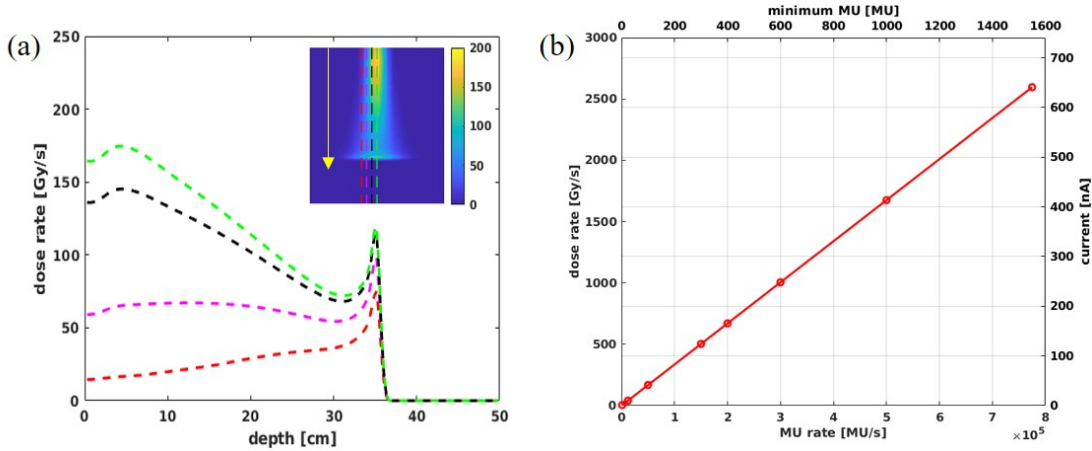 (a)
250
200
150
100
50
0
dose rate [Gy/s]
0 10 20 30 40 50
depth [cm]
200
150
100
50
0
(b)
minimum MU [MU]
0 200 400 600 800 1000 1200 1400 1600
3000
2500
2000
1500
1000
500
0
dose rate [Gy/s]
700
600
500
400
300
200
100
0
current [nA]
0 1 2 3 4 5 6 7 8
MU rate [MU/s] ×10⁵